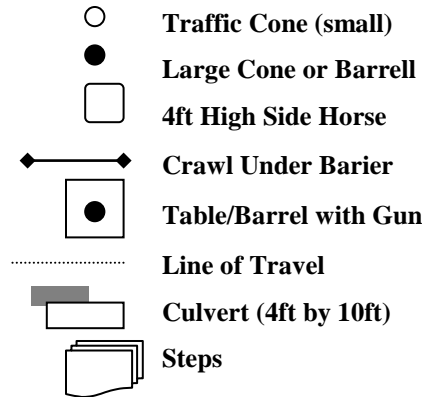 Traffic Cone (small)
Large Cone or Barrell
4ft High Side Horse
Crawl Under Barier
Table/Barrel with Gun
Line of Travel
Culvert (4ft by 10ft)
Steps